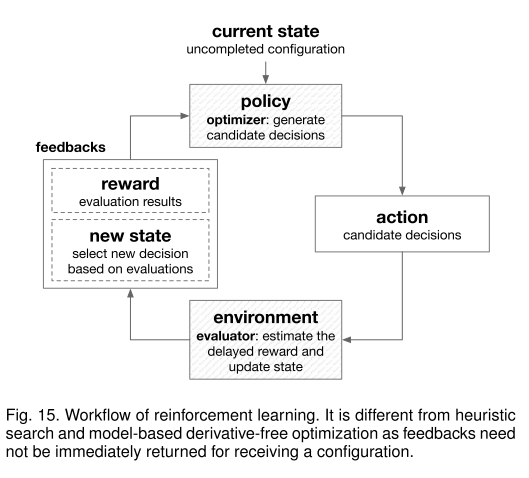 current state
uncompleted configuration
policy
optimizer: generate
candidate decisions
feedbacks
reward
evaluation results
new state
select new decision
based on evaluations
action
candidate decisions
environment
evaluator: estimate the
delayed reward and
update state
Fig. 15. Workflow of reinforcement learning. It is different from heuristic
search and model-based derivative-free optimization as feedbacks need
not be immediately returned for receiving a configuration.